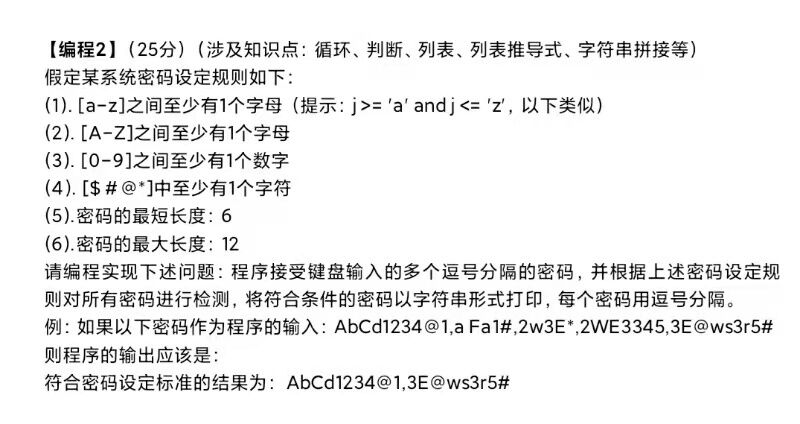 【编程2】（25分）（涉及知识点：循环、判断、列表、列表推导式、字符串拼接等）
假定某系统密码设定规则如下：
(1). [a-z]之间至少有1个字母（提示：j >= 'a' and j <= 'z'，以下类似）
(2). [A-Z]之间至少有1个字母
(3). [0-9]之间至少有1个数字
(4). [$ # @ *]中至少有1个字符
(5).密码的最短长度：6
(6).密码的最大长度：12
请编程实现下述问题：程序接受键盘输入的多个逗号分隔的密码，并根据上述密码设定规
则对所有密码进行检测，将符合条件的密码以字符串形式打印，每个密码用逗号分隔。
例：如果以下密码作为程序的输入：AbCd1234@1,a Fa1#,2w3E*,2WE3345,3E@ws3r5#
则程序的输出应该是：
符合密码设定标准的结果为：AbCd1234@1,3E@ws3r5#